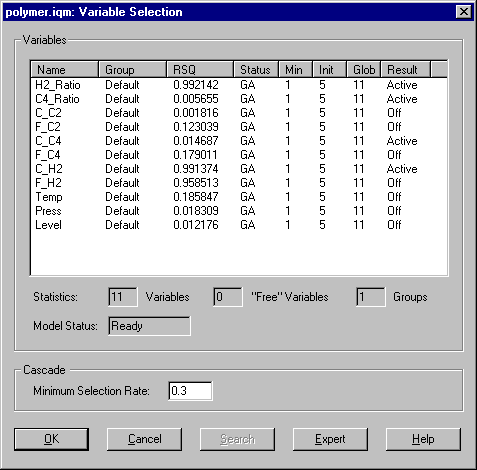 polymer.iqm: Variable Selection
Variables
Name Group RSQ Status Min Init Glob Result
H2_Ratio Default 0.992142 GA 1 5 11 Active
C4_Ratio Default 0.005655 GA 1 5 11 Active
C_C2 Default 0.001816 GA 1 5 11 Off
F_C2 Default 0.123039 GA 1 5 11 Off
C_C4 Default 0.014687 GA 1 5 11 Active
F_C4 Default 0.179011 GA 1 5 11 Off
C_H2 Default 0.991374 GA 1 5 11 Active
F_H2 Default 0.958513 GA 1 5 11 Off
Temp Default 0.185847 GA 1 5 11 Off
Press Default 0.018309 GA 1 5 11 Off
Level Default 0.012176 GA 1 5 11 Off
Statistics: 11 Variables 0 "Free" Variables 1 Groups
Model Status: Ready
Cascade
Minimum Selection Rate: 0.3
OK Cancel Search Expert Help